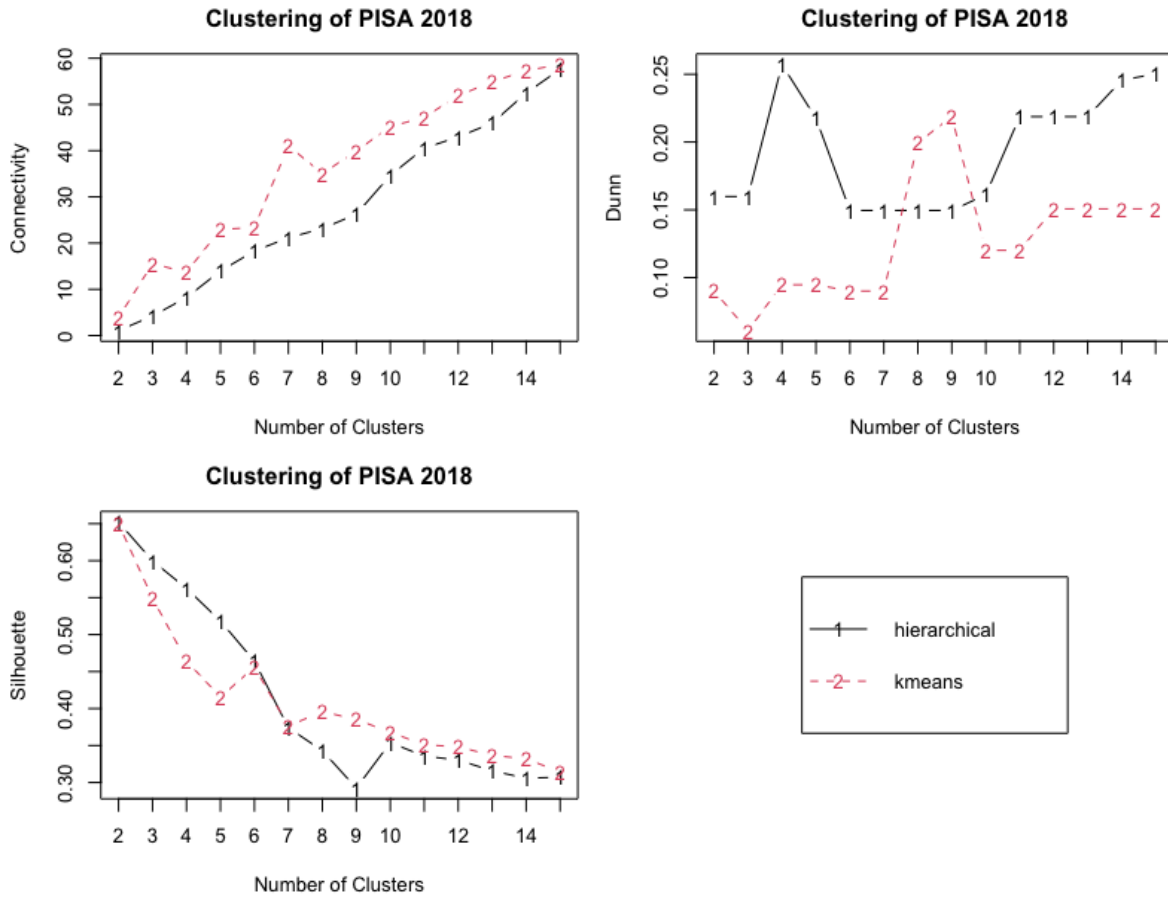 Clustering of PISA 2018
Connectivity
60
50
40
30
20
10
0
2 3 4 5 6 7 8 9 10 12 14
Number of Clusters
Clustering of PISA 2018
Dunn
0.25
0.20
0.15
0.10
2 3 4 5 6 7 8 9 10 12 14
Number of Clusters
Clustering of PISA 2018
Silhouette
0.60
0.50
0.40
0.30
2 3 4 5 6 7 8 9 10 12 14
Number of Clusters
1 hierarchical
2 kmeans